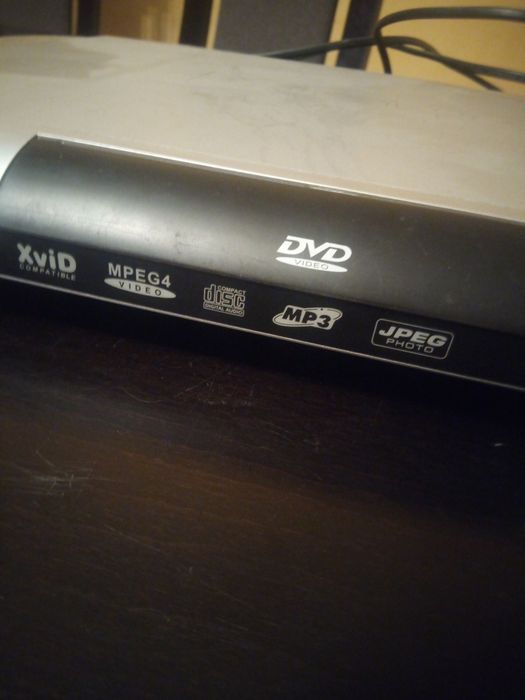 DVD
VIDEO
XviD
COMPATIBLE
MPEG4
VIDEO
COMPACT
disc
DIGITAL AUDIO
MP3
JPEG
PHOTO